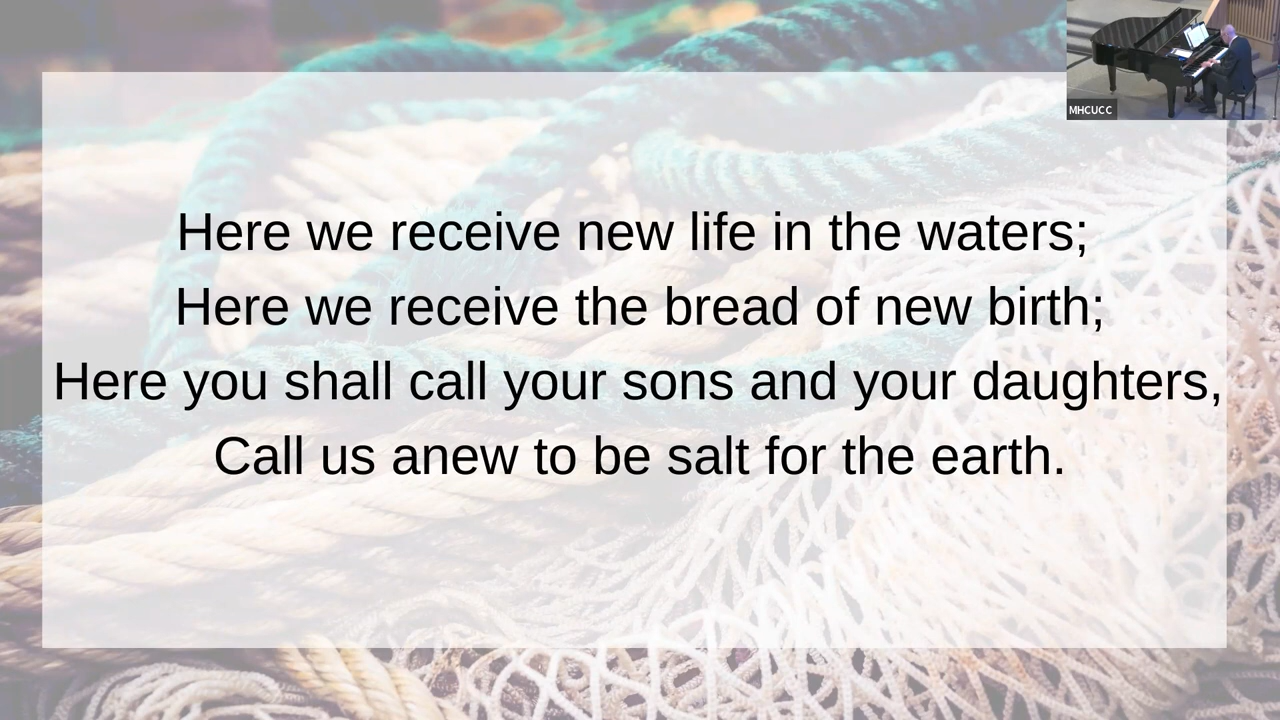 MHCUCC
Here we receive new life in the waters;
Here we receive the bread of new birth;
Here you shall call your sons and your daughters,
Call us anew to be salt for the earth.